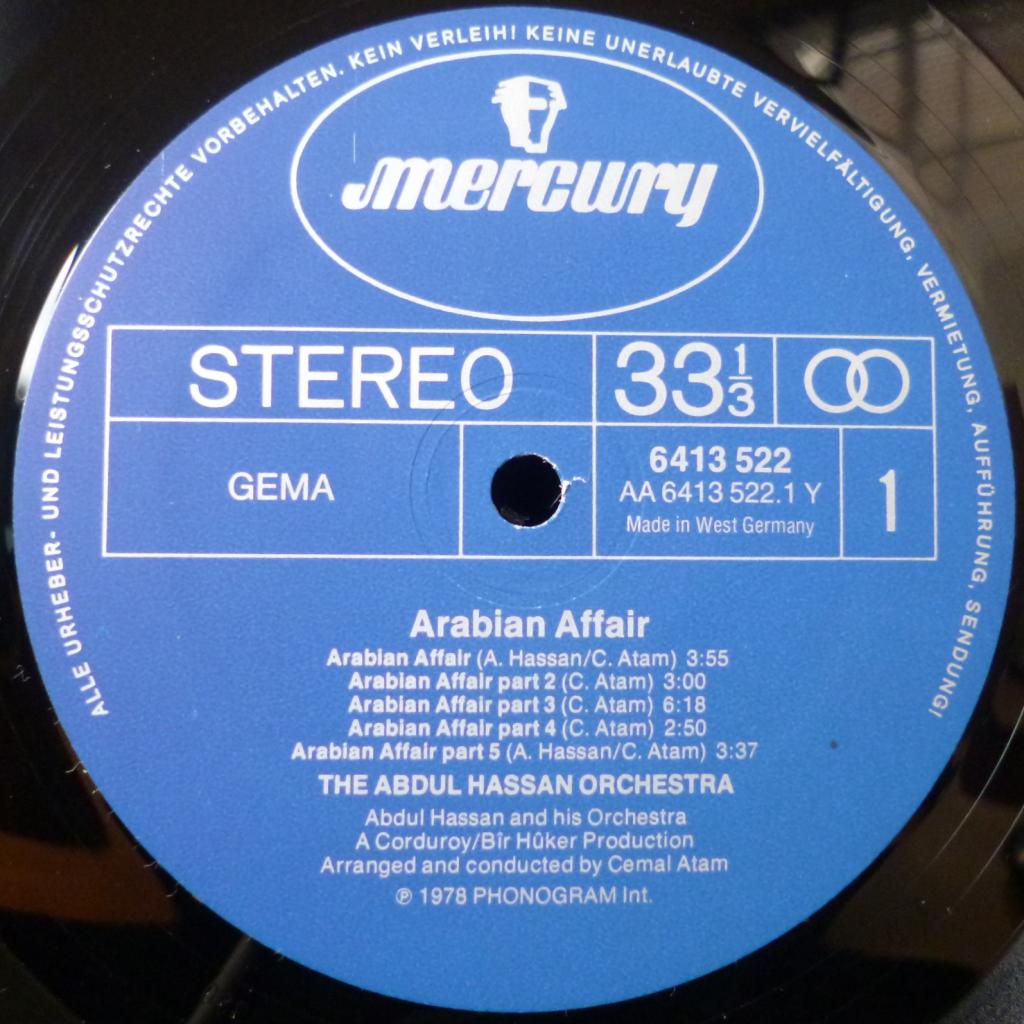 ALLE URHEBER- UND LEISTUNGSSCHUTZRECHTE VORBEHALTEN. KEIN VERLEIH! KEINE UNERLAUBTE VERVIELFÄLTIGUNG, VERMIETUNG, AUFFÜHRUNG, SENDUNG!
mercury
STEREO 33 1/3
GEMA
6413 522
AA 6413 522.1 Y
Made in West Germany
1
Arabian Affair
Arabian Affair (A. Hassan/C. Atam) 3:55
Arabian Affair part 2 (C. Atam) 3:00
Arabian Affair part 3 (C. Atam) 6:18
Arabian Affair part 4 (C. Atam) 2:50
Arabian Affair part 5 (A. Hassan/C. Atam) 3:37
THE ABDUL HASSAN ORCHESTRA
Abdul Hassan and his Orchestra
A Corduroy/Bîr Hûker Production
Arranged and conducted by Cemal Atam
℗ 1978 PHONOGRAM Int.